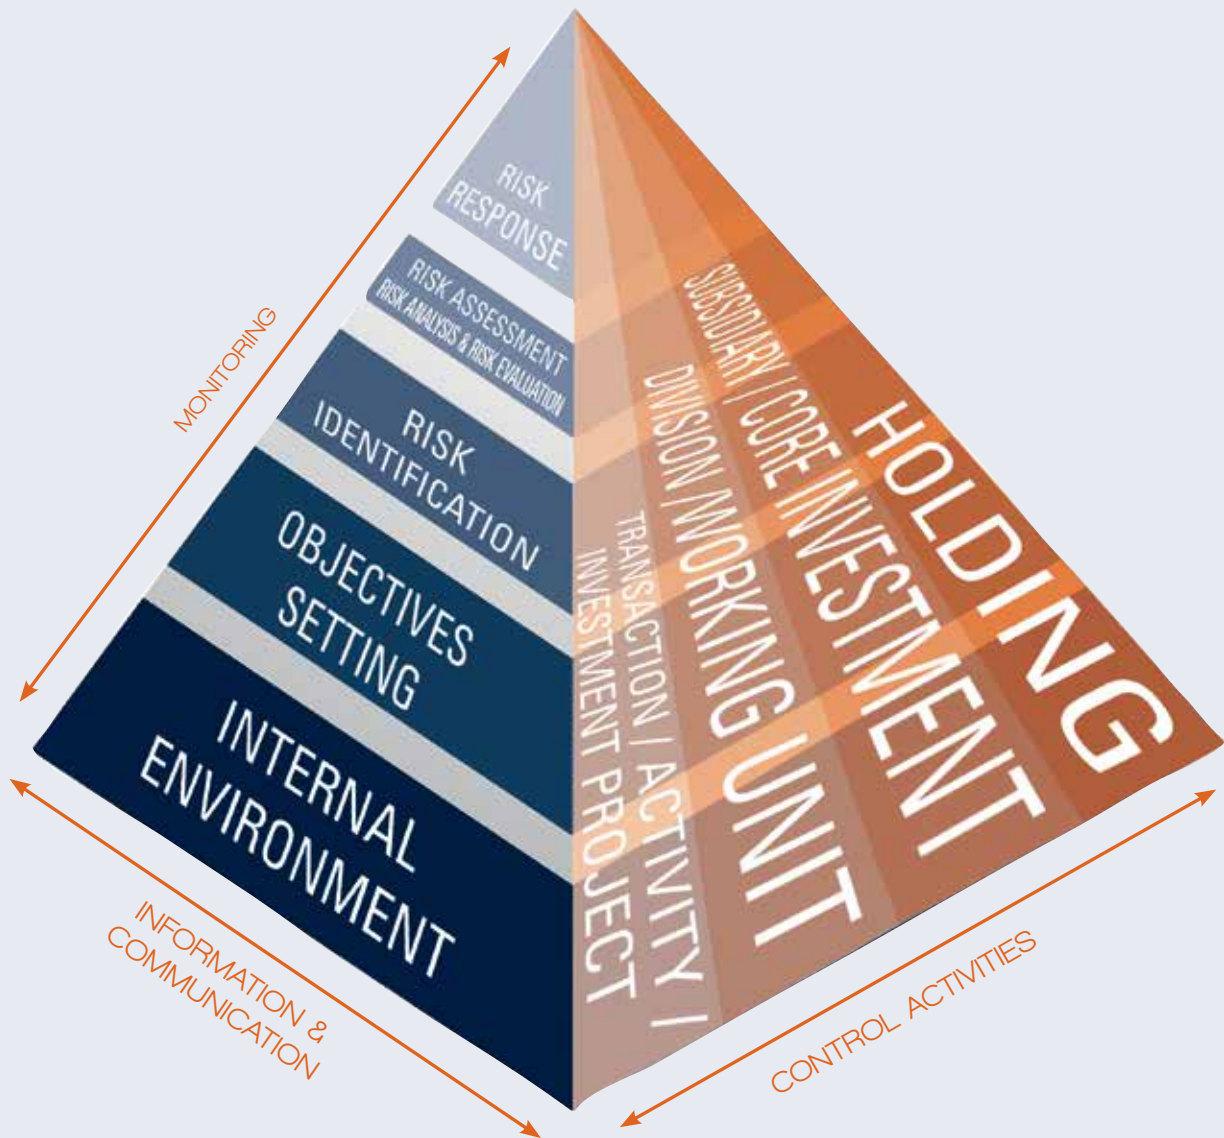 RISK
RESPONSE
RISK ASSESSMENT
RISK ANALYSIS & RISK EVALUATION
RISK
IDENTIFICATION
OBJECTIVES
SETTING
INTERNAL
ENVIRONMENT
MONITORING
INFORMATION &
COMMUNICATION
HOLDING
SUBSIDIARY / CORE INVESTMENT
DIVISION / WORKING UNIT
TRANSACTION / ACTIVITY /
INVESTMENT PROJECT
CONTROL ACTIVITIES